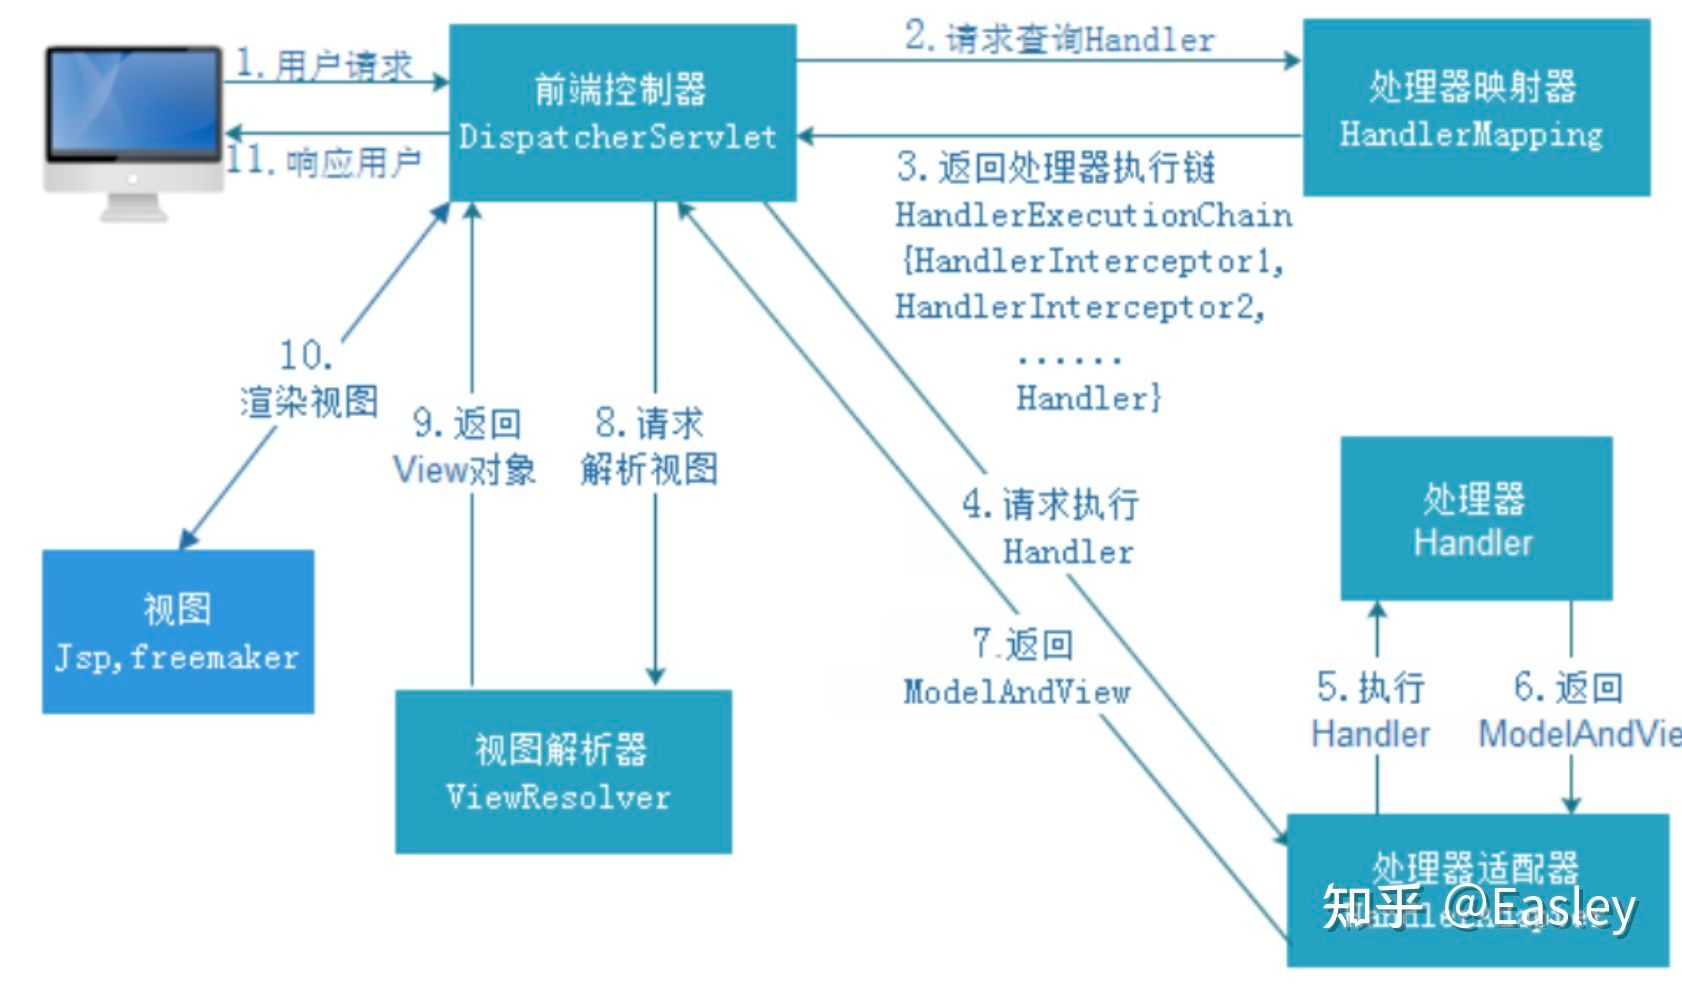 1.用户请求
11.响应用户
前端控制器
DispatcherServlet
2.请求查询Handler
处理器映射器
HandlerMapping
3.返回处理器执行链
HandlerExecutionChain
{HandlerInterceptor1,
HandlerInterceptor2,
......
Handler}
10.
渲染视图
9.返回
View对象
8.请求
解析视图
4.请求执行
Handler
处理器
Handler
视图
Jsp,freemaker
7.返回
ModelAndView
5.执行
Handler
6.返回
ModelAndVie
视图解析器
ViewResolver
处理器适配器
知乎 @Easley